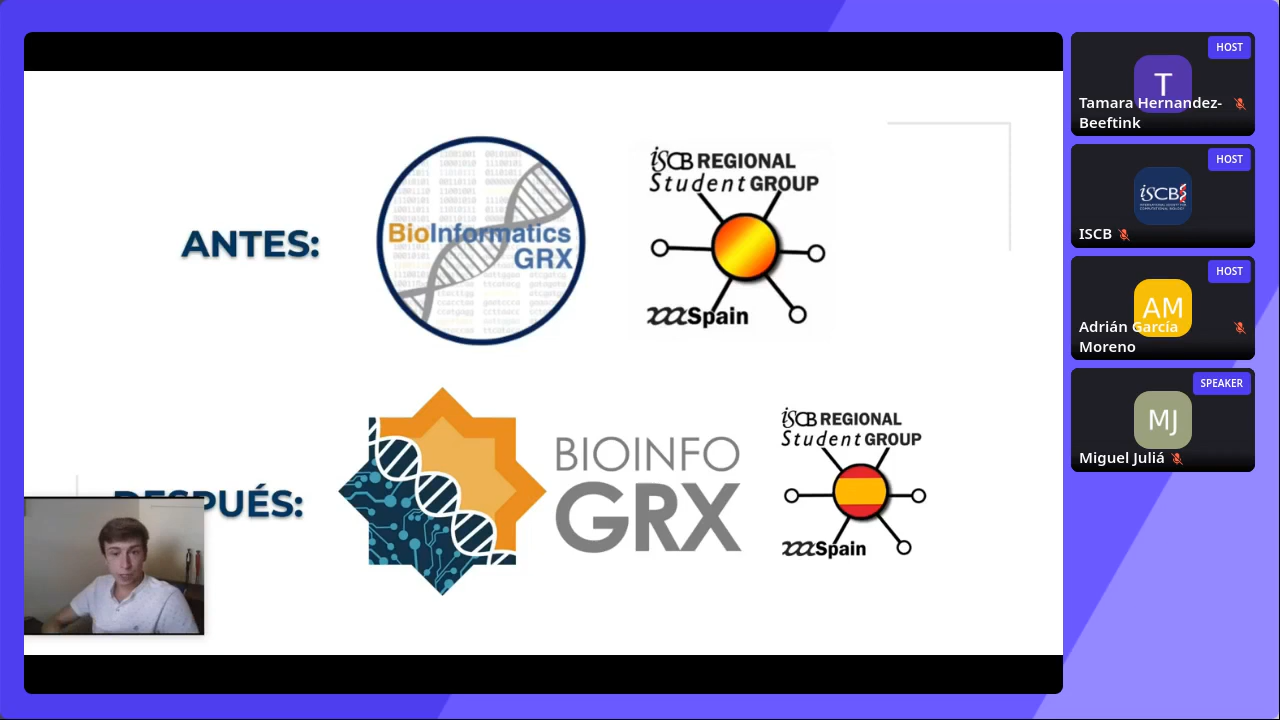 ANTES:
BioInformatics
GRX
iSCB REGIONAL
Student GROUP
Spain
DESPUÉS:
BIOINFO
GRX
iSCB REGIONAL
Student GROUP
Spain
HOST
T
Tamara Hernandez-
Beeftink
HOST
iSCB
ISCB
HOST
AM
Adrián García
Moreno
SPEAKER
MJ
Miguel Juliá